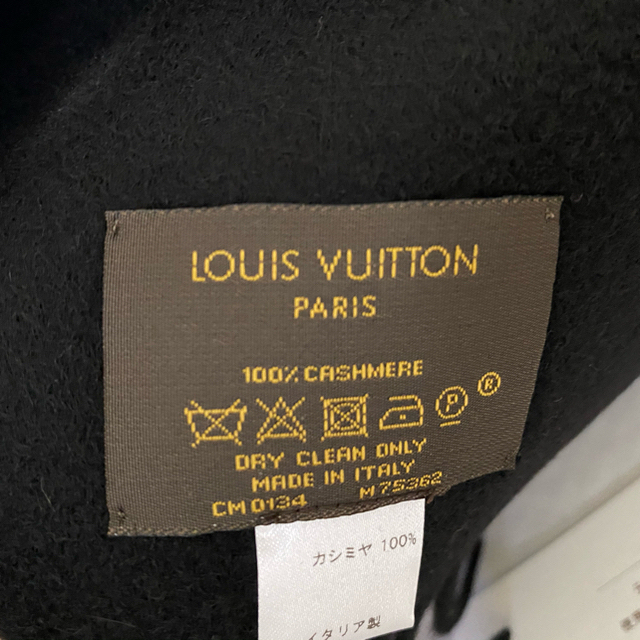 LOUIS VUITTON
PARIS
100% CASHMERE
P ®
DRY CLEAN ONLY
MADE IN ITALY
CM0134 M75362
カシミヤ 100%
イタリア製